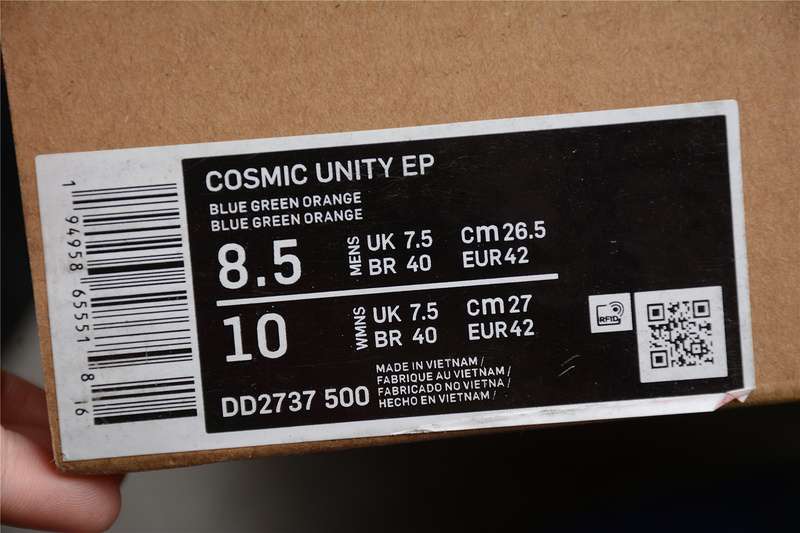 COSMIC UNITY EP
BLUE GREEN ORANGE
BLUE GREEN ORANGE
8.5 MENS UK 7.5 cm 26.5
BR 40 EUR 42
10 WMNS UK 7.5 cm 27
BR 40 EUR 42
RFID
DD2737 500
MADE IN VIETNAM /
FABRIQUE AU VIETNAM /
FABRICADO NO VIETNA /
HECHO EN VIETNAM /
1 94958 65551 8 16